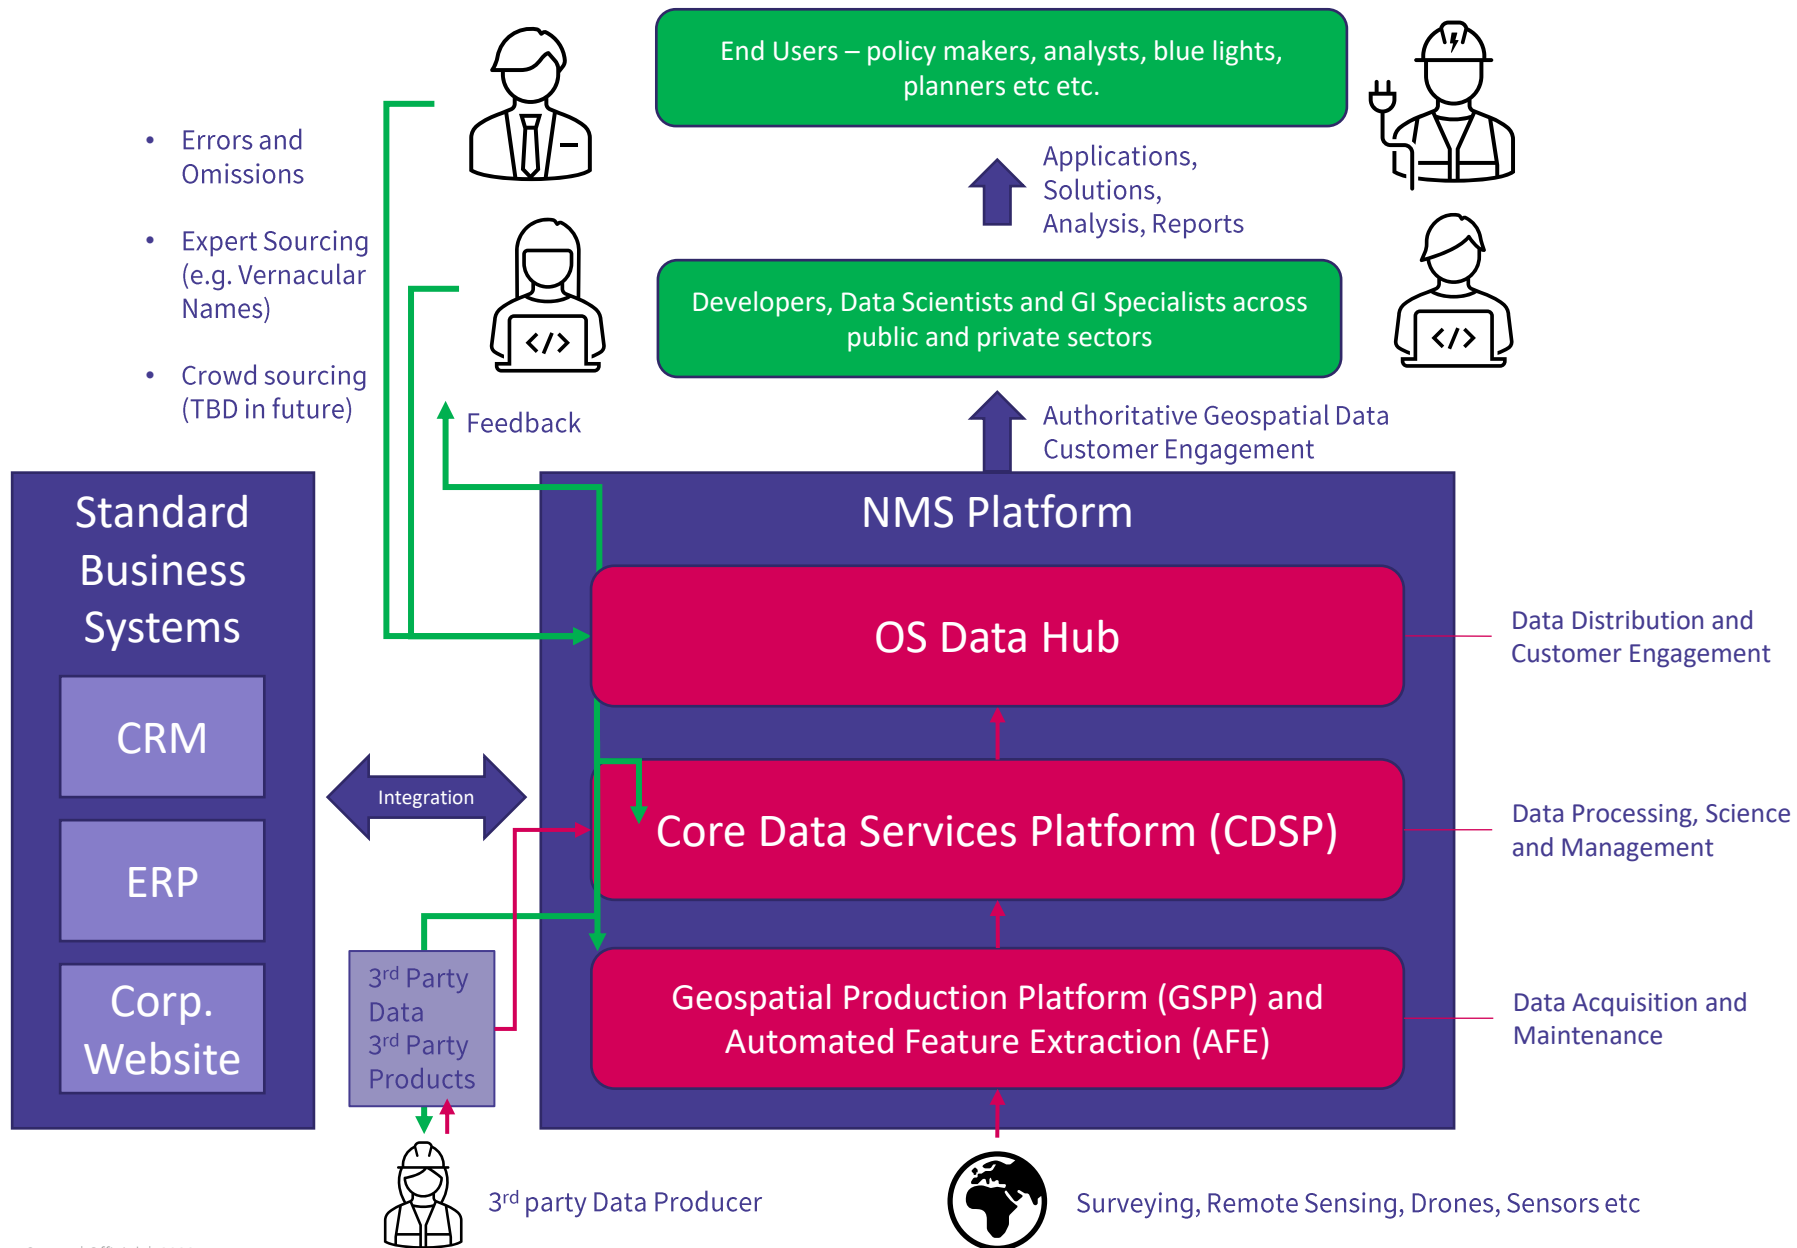 End Users – policy makers, analysts, blue lights,
planners etc etc.
• Errors and
Omissions
• Expert Sourcing
(e.g. Vernacular
Names)
• Crowd sourcing
(TBD in future)
Applications,
Solutions,
Analysis, Reports
</>
Developers, Data Scientists and GI Specialists across
public and private sectors
</>
Feedback
Authoritative Geospatial Data
Customer Engagement
Standard
Business
Systems
CRM
ERP
Corp.
Website
Integration
NMS Platform
OS Data Hub
Data Distribution and
Customer Engagement
Core Data Services Platform (CDSP)
Data Processing, Science
and Management
3rd Party
Data
3rd Party
Products
Geospatial Production Platform (GSPP) and
Automated Feature Extraction (AFE)
Data Acquisition and
Maintenance
3rd party Data Producer
Surveying, Remote Sensing, Drones, Sensors etc